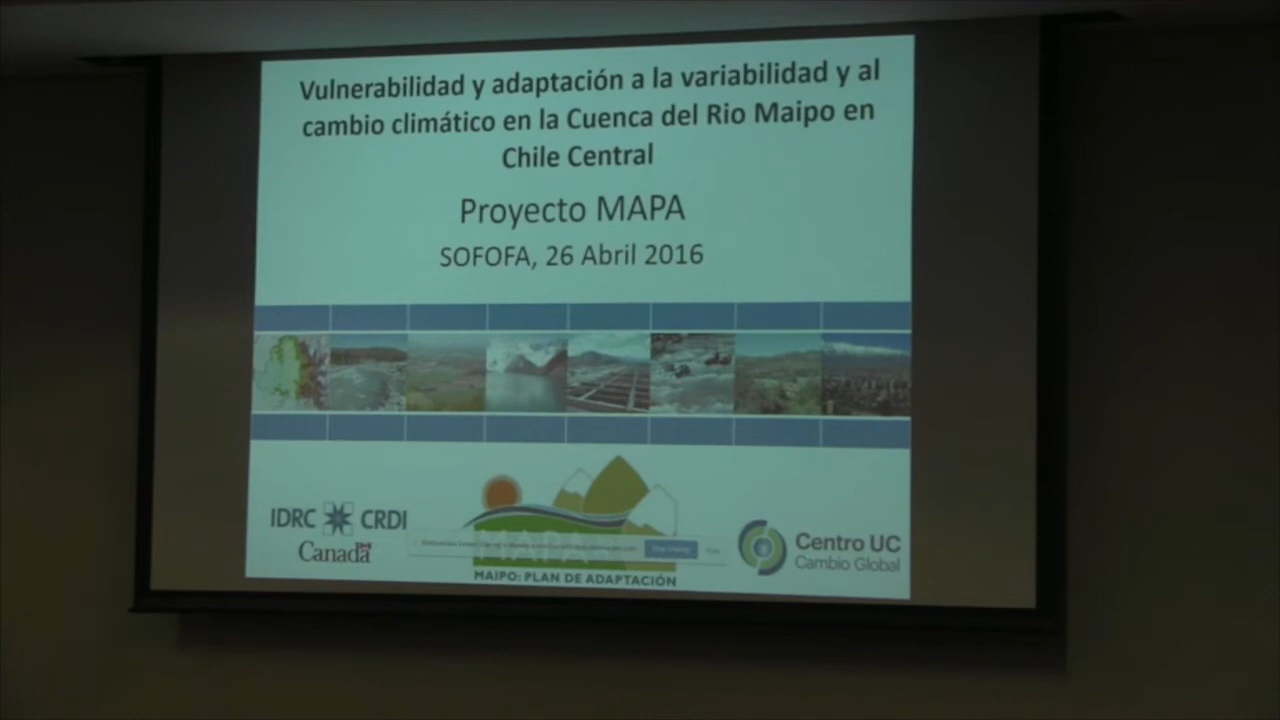 Vulnerabilidad y adaptación a la variabilidad y al
cambio climático en la Cuenca del Rio Maipo en
Chile Central
Proyecto MAPA
SOFOFA, 26 Abril 2016
IDRC CRDI
Canada
MAPA
MAIPO: PLAN DE ADAPTACIÓN
Centro UC
Cambio Global